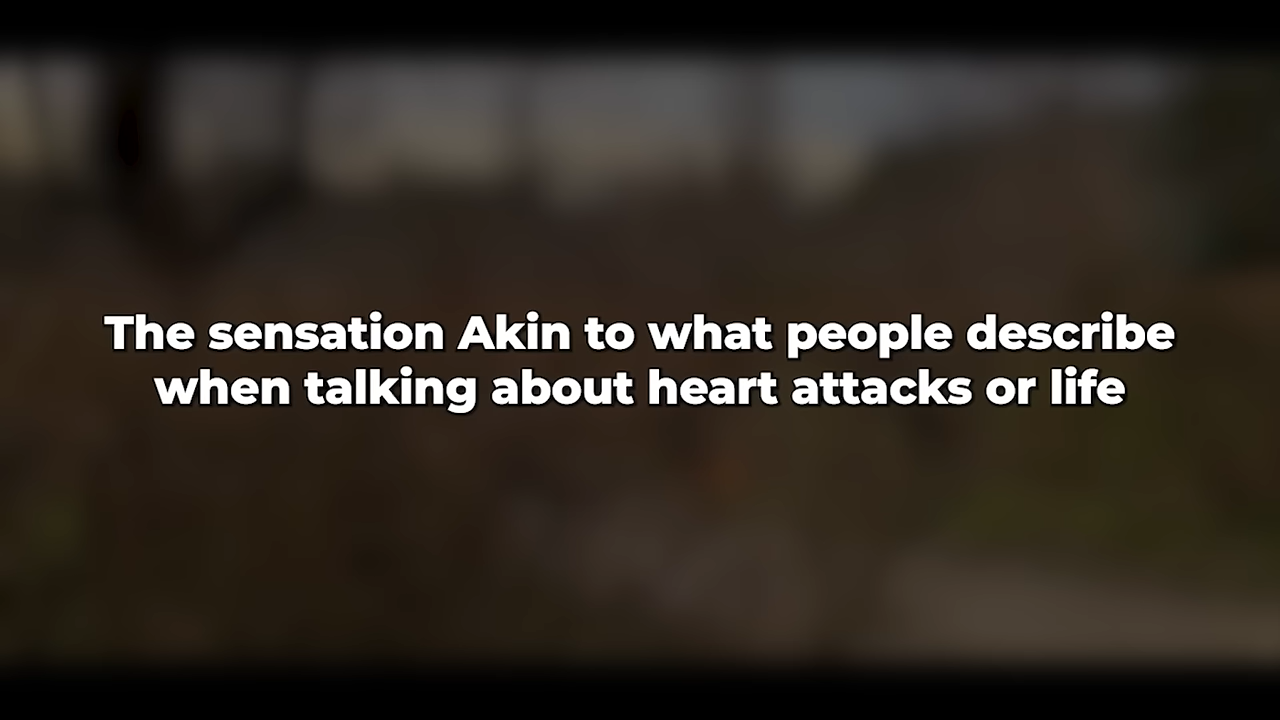 The sensation Akin to what people describe
when talking about heart attacks or life